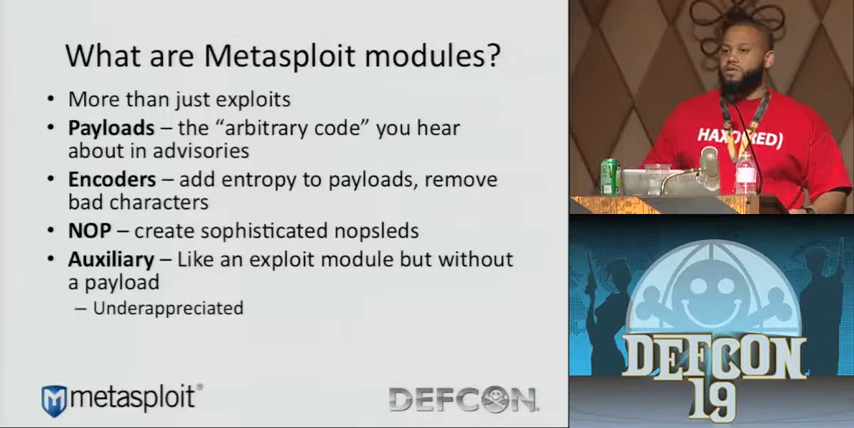 What are Metasploit modules?
• More than just exploits
• Payloads – the “arbitrary code” you hear
about in advisories
• Encoders – add entropy to payloads, remove
bad characters
• NOP – create sophisticated nopsleds
• Auxiliary – Like an exploit module but without
a payload
– Underappreciated
metasploit®
DEFCON
HAXO(RED)
DEFCON
19